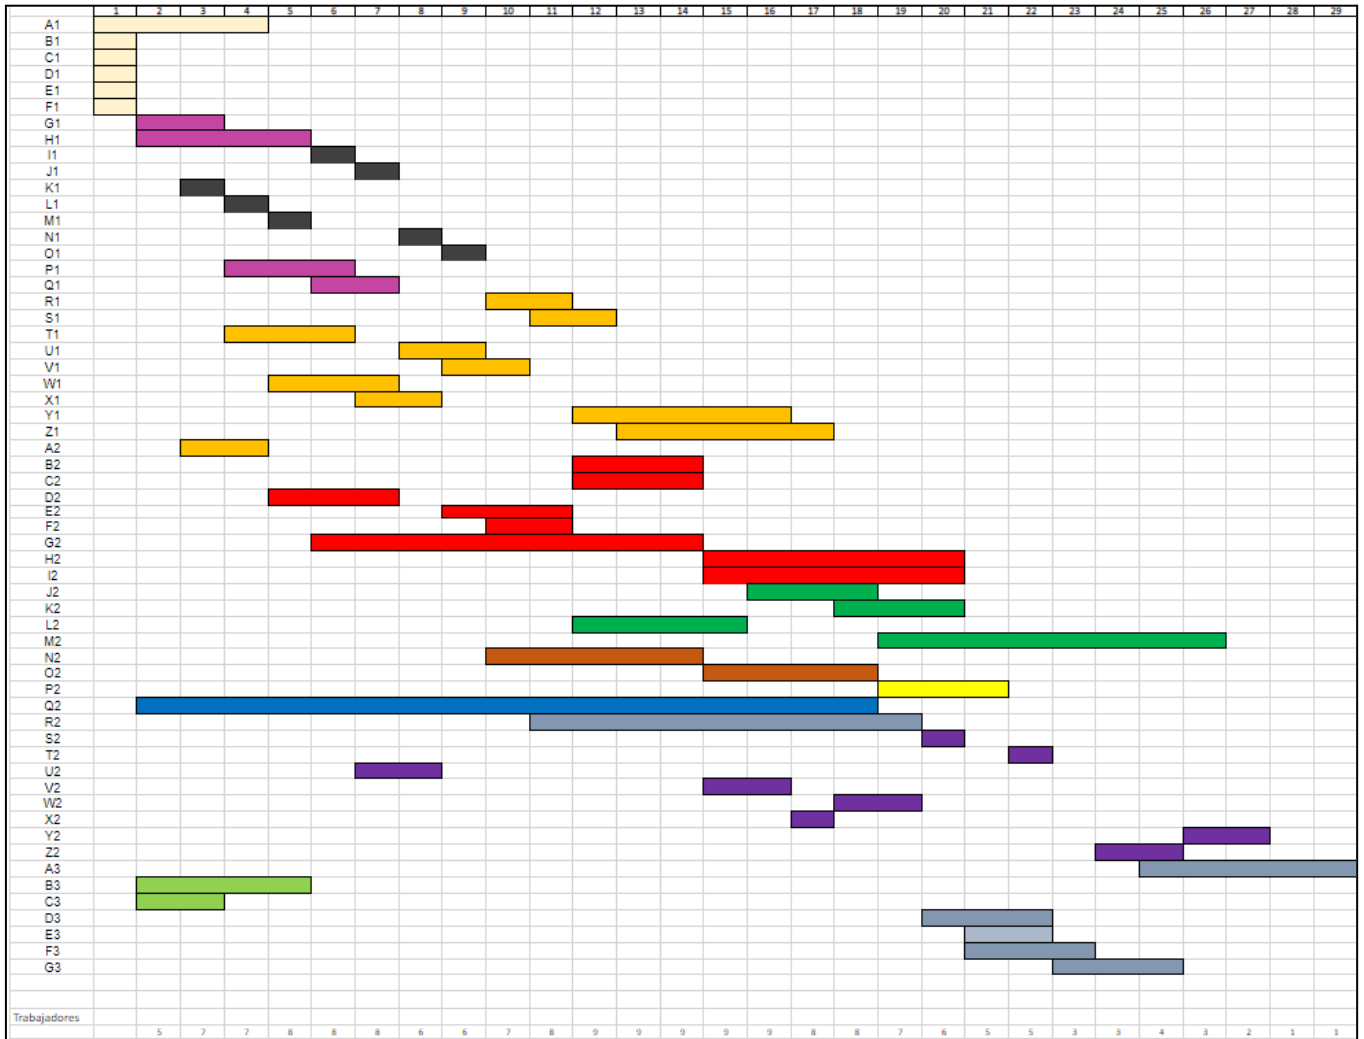 1 2 3 4 5 6 7 8 9 10 11 12 13 14 15 16 17 18 19 20 21 22 23 24 25 26 27 28 29
A1
B1
C1
D1
E1
F1
G1
H1
I1
J1
K1
L1
M1
N1
O1
P1
Q1
R1
S1
T1
U1
V1
W1
X1
Y1
Z1
A2
B2
C2
D2
E2
F2
G2
H2
I2
J2
K2
L2
M2
N2
O2
P2
Q2
R2
S2
T2
U2
V2
W2
X2
Y2
Z2
A3
B3
C3
D3
E3
F3
G3
Trabajadores
5 7 7 8 8 8 6 6 7 8 9 9 9 9 9 8 8 7 6 5 5 3 3 4 3 2 1 1